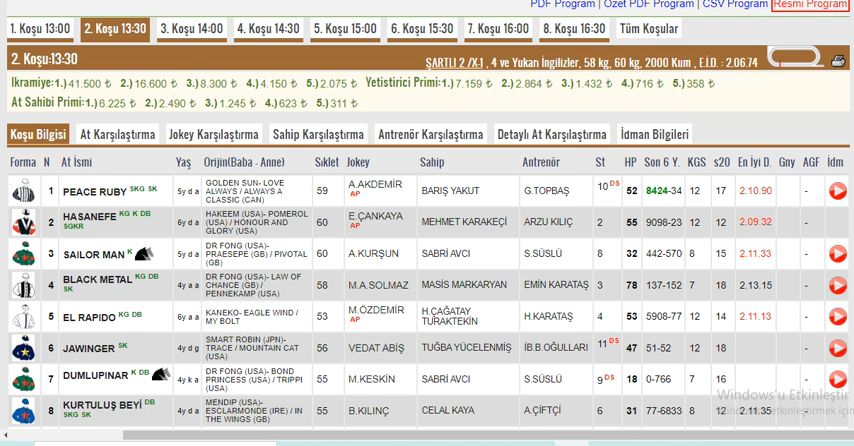 PDF Program | Özet PDF Program | CSV Program Resmi Program
1. Koşu 13:00 2. Koşu 13:30 3. Koşu 14:00 4. Koşu 14:30 5. Koşu 15:00 6. Koşu 15:30 7. Koşu 16:00 8. Koşu 16:30 Tüm Koşular
2. Koşu:13:30 ŞARTLI 2 /X-1 , 4 ve Yukarı İngilizler, 58 kg, 60 kg, 2000 Kum , E.İ.D. : 2.06.74
Ikramiye: 1.) 41.500 ₺ 2.) 16.600 ₺ 3.) 8.300 ₺ 4.) 4.150 ₺ 5.) 2.075 ₺ Yetistirici Primi: 1.) 7.159 ₺ 2.) 2.864 ₺ 3.) 1.432 ₺ 4.) 716 ₺ 5.) 358 ₺
At Sahibi Primi: 1.) 6.225 ₺ 2.) 2.490 ₺ 3.) 1.245 ₺ 4.) 623 ₺ 5.) 311 ₺
Koşu Bilgisi At Karşılaştırma Jokey Karşılaştırma Sahip Karşılaştırma Antrenör Karşılaştırma Detaylı At Karşılaştırma İdman Bilgileri
Forma N At İsmi Yaş Orijin(Baba - Anne) Sıklet Jokey Sahip Antrenör St HP Son 6 Y. KGS s20 En İyi D. Gny AGF İdm
1 PEACE RUBY SKG SK 5y d a GOLDEN SUN- LOVE ALWAYS / ALWAYS A CLASSIC (CAN) 59 A.AKDEMİR AP BARIŞ YAKUT G.TOPBAŞ 10 DS 52 8424-34 12 17 2.10.90 -
2 HASANEFE KG K DB SGKR 6y d a HAKEEM (USA)- POMEROL (USA) / HONOUR AND GLORY (USA) 60 E.ÇANKAYA AP MEHMET KARAKEÇİ ARZU KILIÇ 2 55 9098-23 12 12 2.09.32 -
3 SAILOR MAN K 5y d a DR FONG (USA)- PRAESEPE (GB) / PIVOTAL (GB) 60 A.KURŞUN SABRİ AVCI S.SÜSLÜ 8 32 442-570 8 15 2.11.33 -
4 BLACK METAL KG DB SK 4y a a DR FONG (USA)- LAW OF CHANCE (GB) / PENNEKAMP (USA) 58 M.A.SOLMAZ MASİS MARKARYAN EMİN KARATAŞ 3 78 137-152 7 18 2.13.15 -
5 EL RAPIDO KG DB 6y a a KANEKO- EAGLE WIND / MY BOLT 53 M.ÖZDEMİR AP H.ÇAĞATAY TURAKTEKİN H.KARATAŞ 4 53 5908-77 12 14 2.11.13 -
6 JAWINGER SK 4y d g SMART ROBIN (JPN)- TRACE / MOUNTAIN CAT (USA) 56 VEDAT ABİŞ TUĞBA YÜCELENMİŞ İB.B.OĞULLARI 11 DS 47 51-52 12 18 -
7 DUMLUPINAR K DB 4y k a DR FONG (USA)- BOND PRINCESS (USA) / TRIPPI (USA) 55 M.KESKİN SABRİ AVCI S.SÜSLÜ 9 DS 18 0-766 7 16 -
8 KURTULUŞ BEYİ DB SKG SK 4y d a MENDIP (USA)- ESCLARMONDE (IRE) / IN THE WINGS (GB) 55 B.KILINÇ CELAL KAYA A.ÇİFTÇİ 6 31 77-6833 8 12 2.11.35 -
Windows'u Etkinleştir